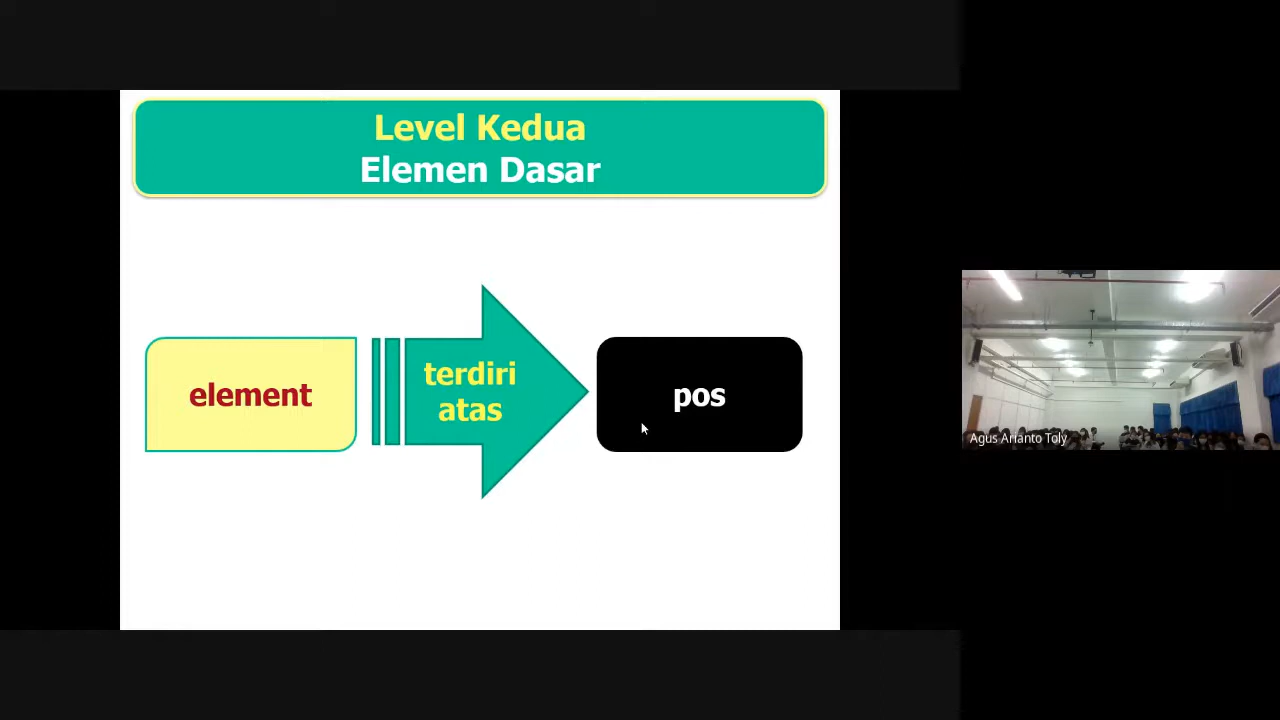 Level Kedua
Elemen Dasar
element
terdiri
atas
pos
Agus Arianto Toly